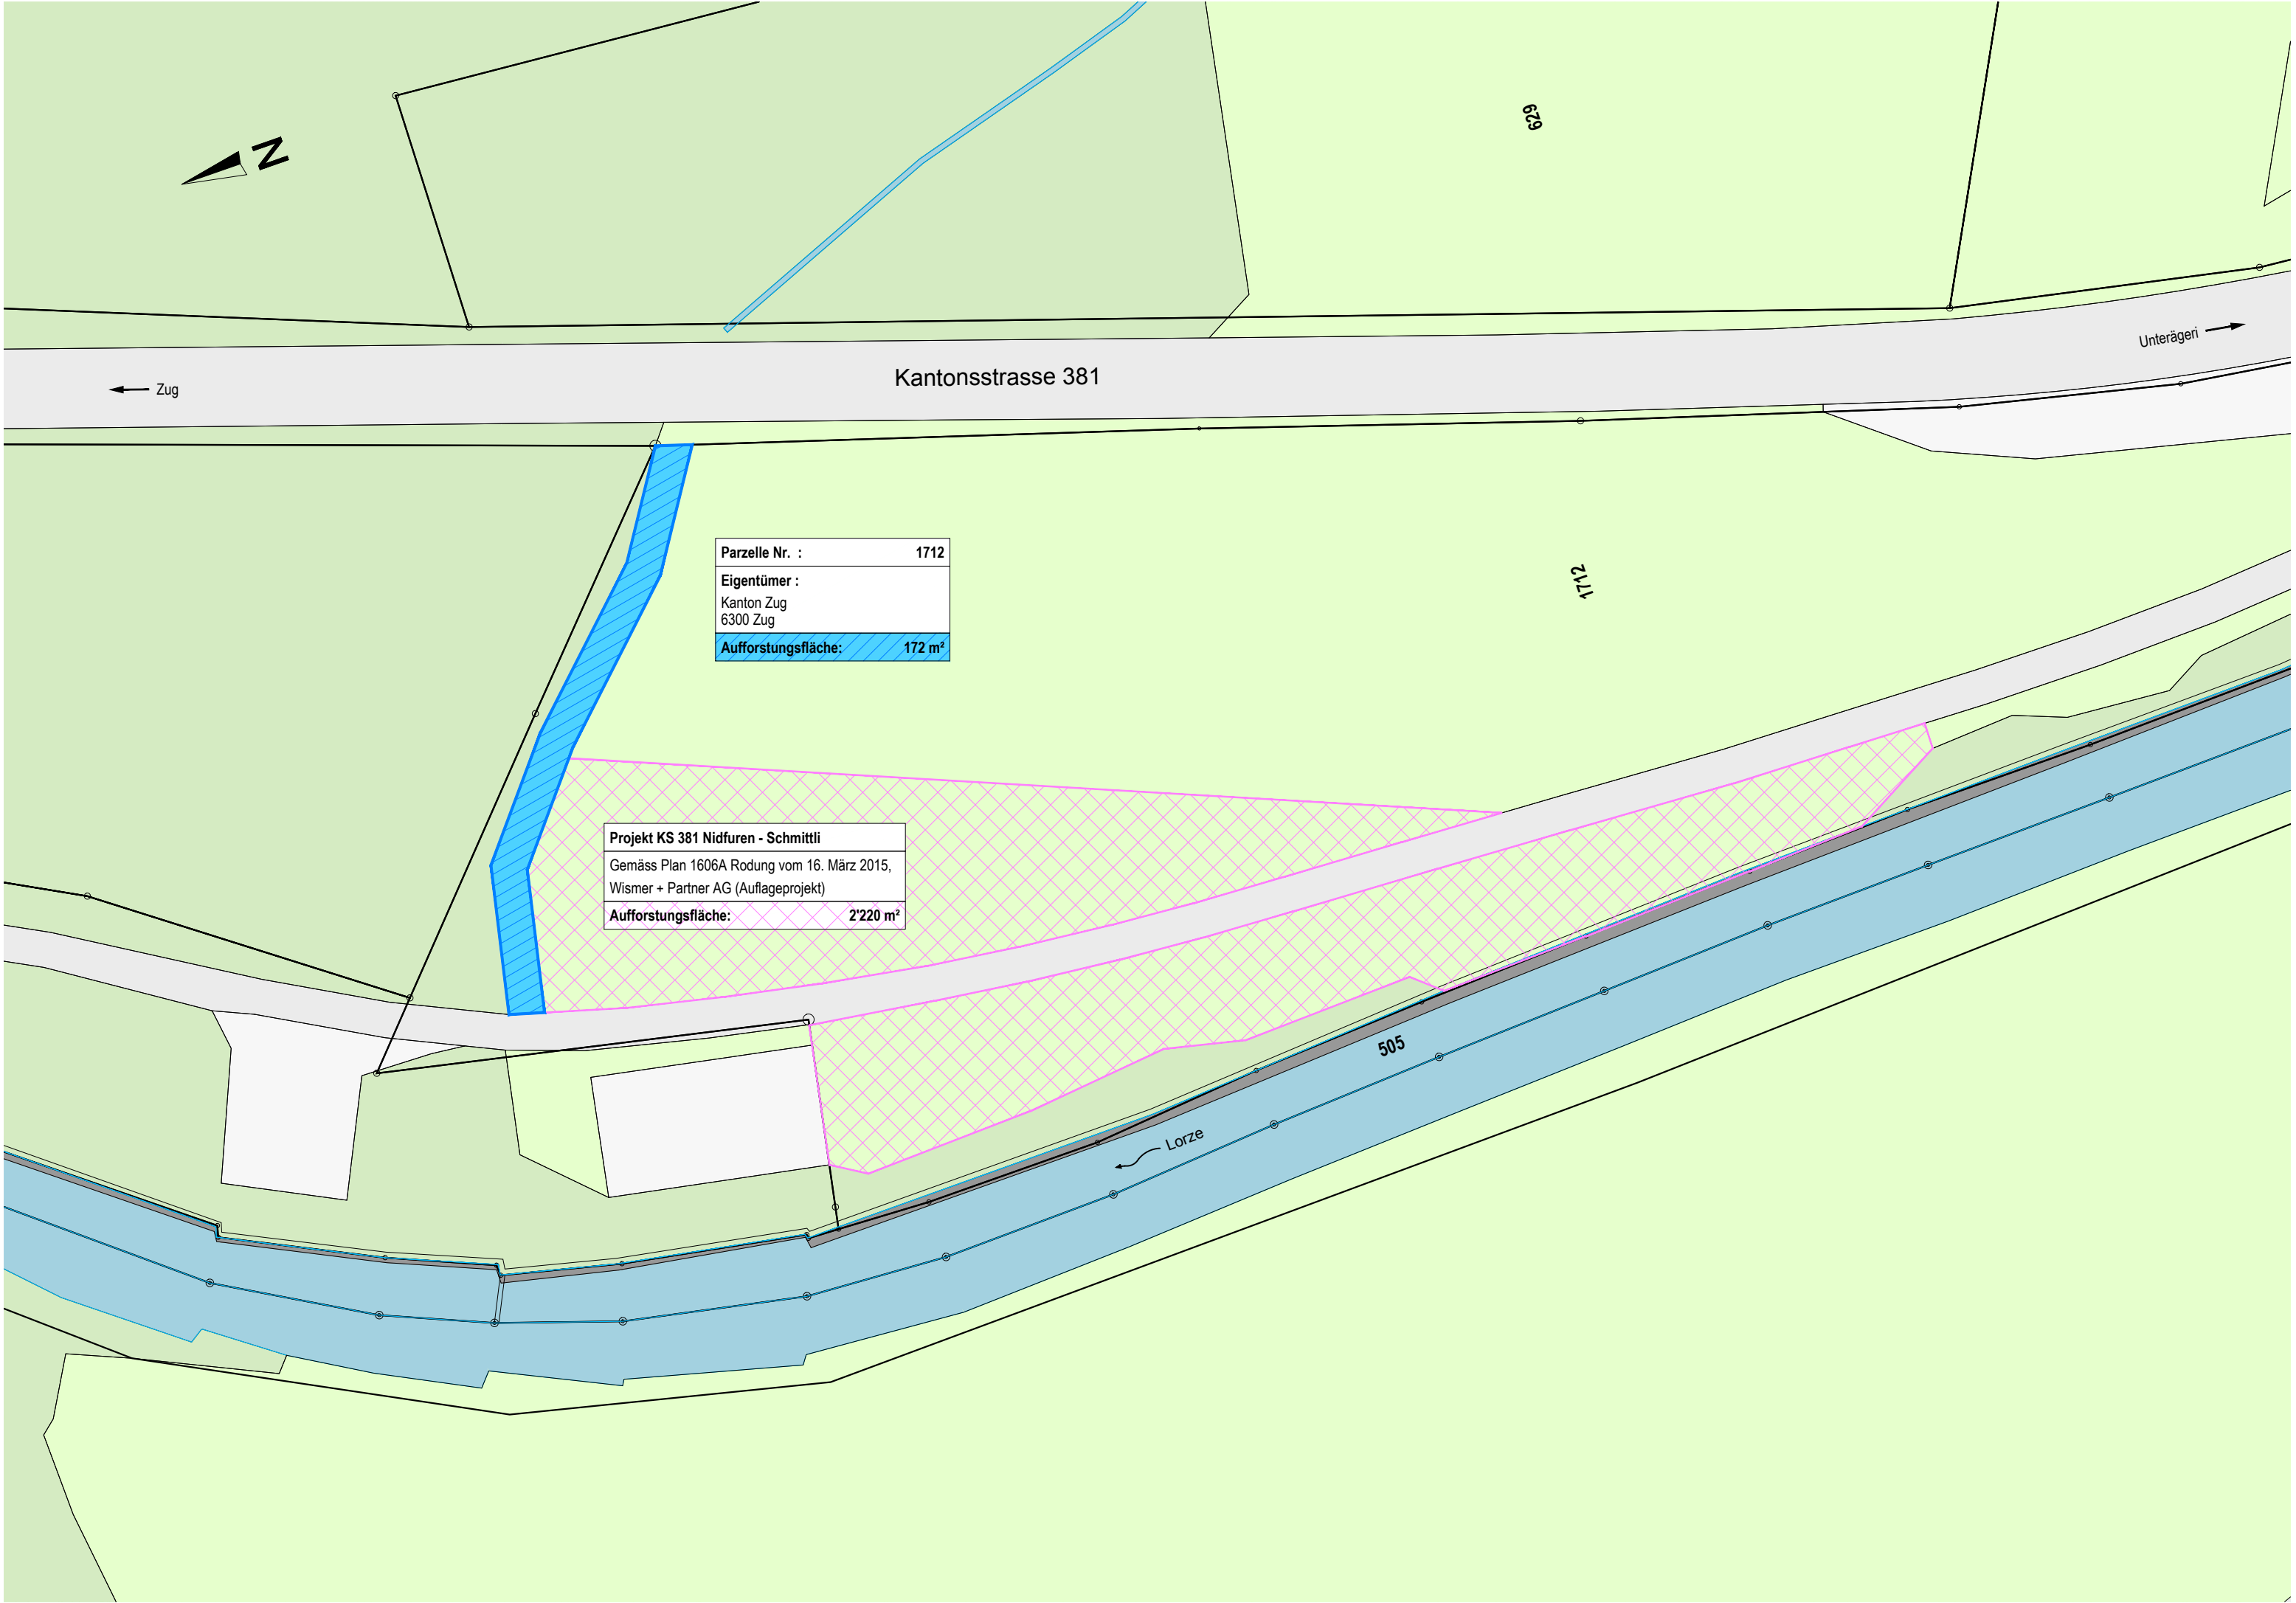 629
N
Unterägeri
Kantonsstrasse 381
Zug
Parzelle Nr. : 1712
Eigentümer :
Kanton Zug
6300 Zug
Aufforstungsfläche: 172 m²
1712
Projekt KS 381 Nidfuren - Schmittli
Gemäss Plan 1606A Rodung vom 16. März 2015,
Wismer + Partner AG (Auflageprojekt)
Aufforstungsfläche: 2'220 m²
505
Lorze